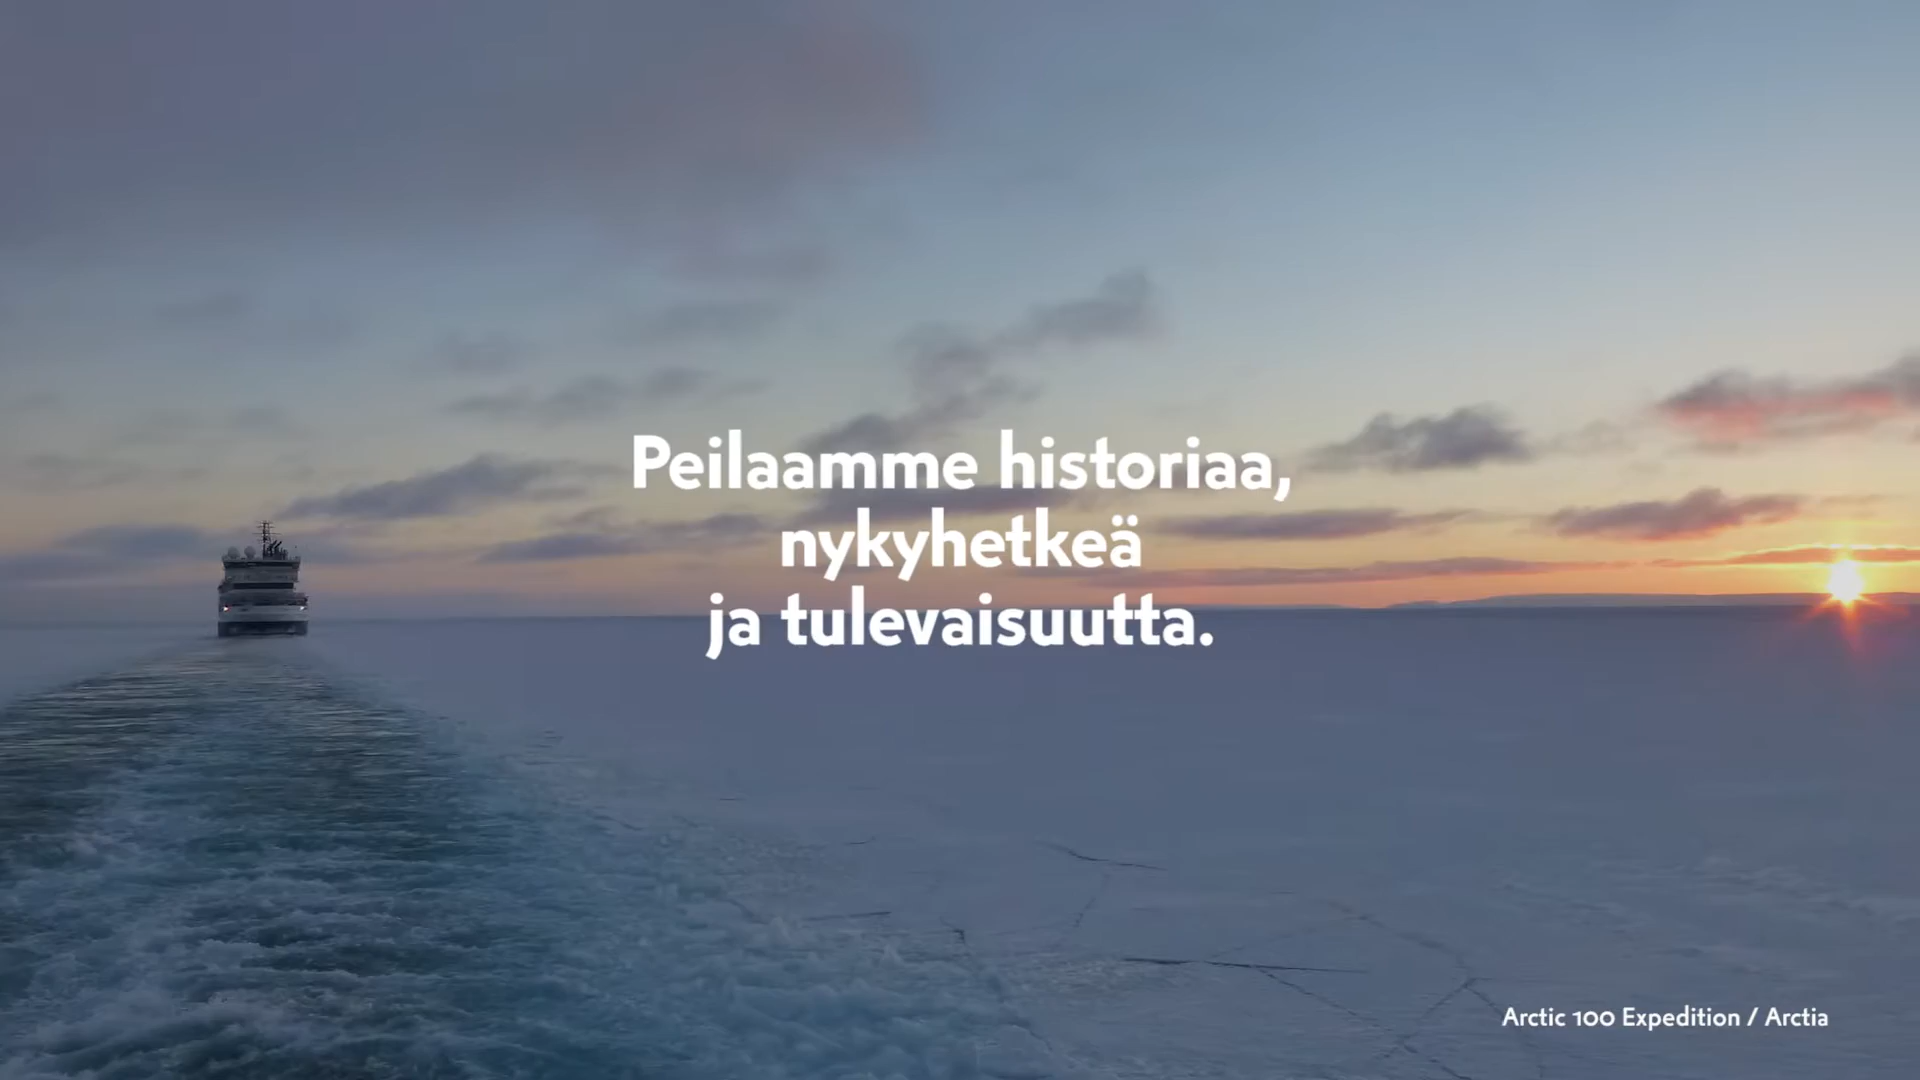 Peilaamme historiaa,
nykyhetkeä
ja tulevaisuutta.
Arctic 100 Expedition / Arctia